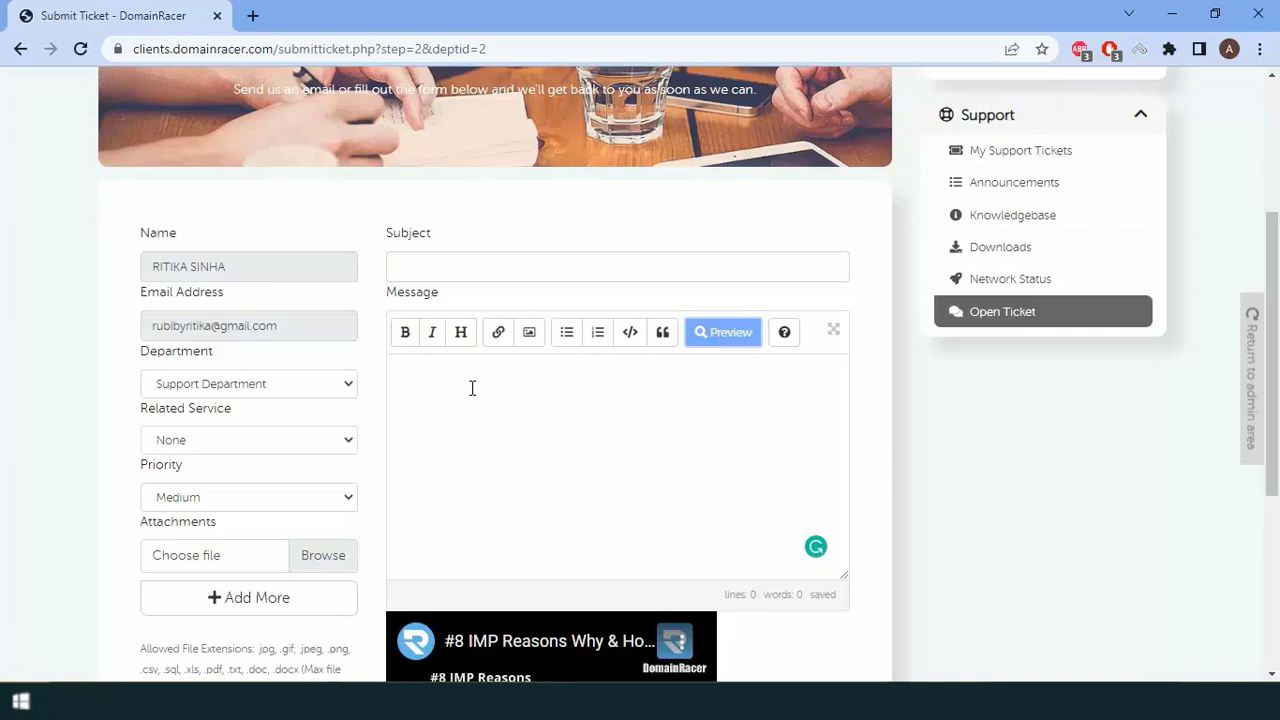 Submit Ticket - DomainRacer
clients.domainracer.com/submitticket.php?step=2&deptid=2
3
3
A
Send us an email or fill out the form below and we'll get back to you as soon as we can.
Support
My Support Tickets
Announcements
Knowledgebase
Downloads
Network Status
Open Ticket
Return to admin area
Name
RITIKA SINHA
Email Address
rubibyritika@gmail.com
Department
Support Department
Related Service
None
Priority
Medium
Attachments
Choose file
Browse
Add More
Allowed File Extensions: .jpg, .gif, .jpeg, .png,
.csv, .sql, .xls, .pdf, .txt, .doc, .docx (Max file
Subject
Message
B I H
Preview
lines: 0 words: 0 saved
#8 IMP Reasons Why & Ho...
DomainRacer
#8 IMP Reasons